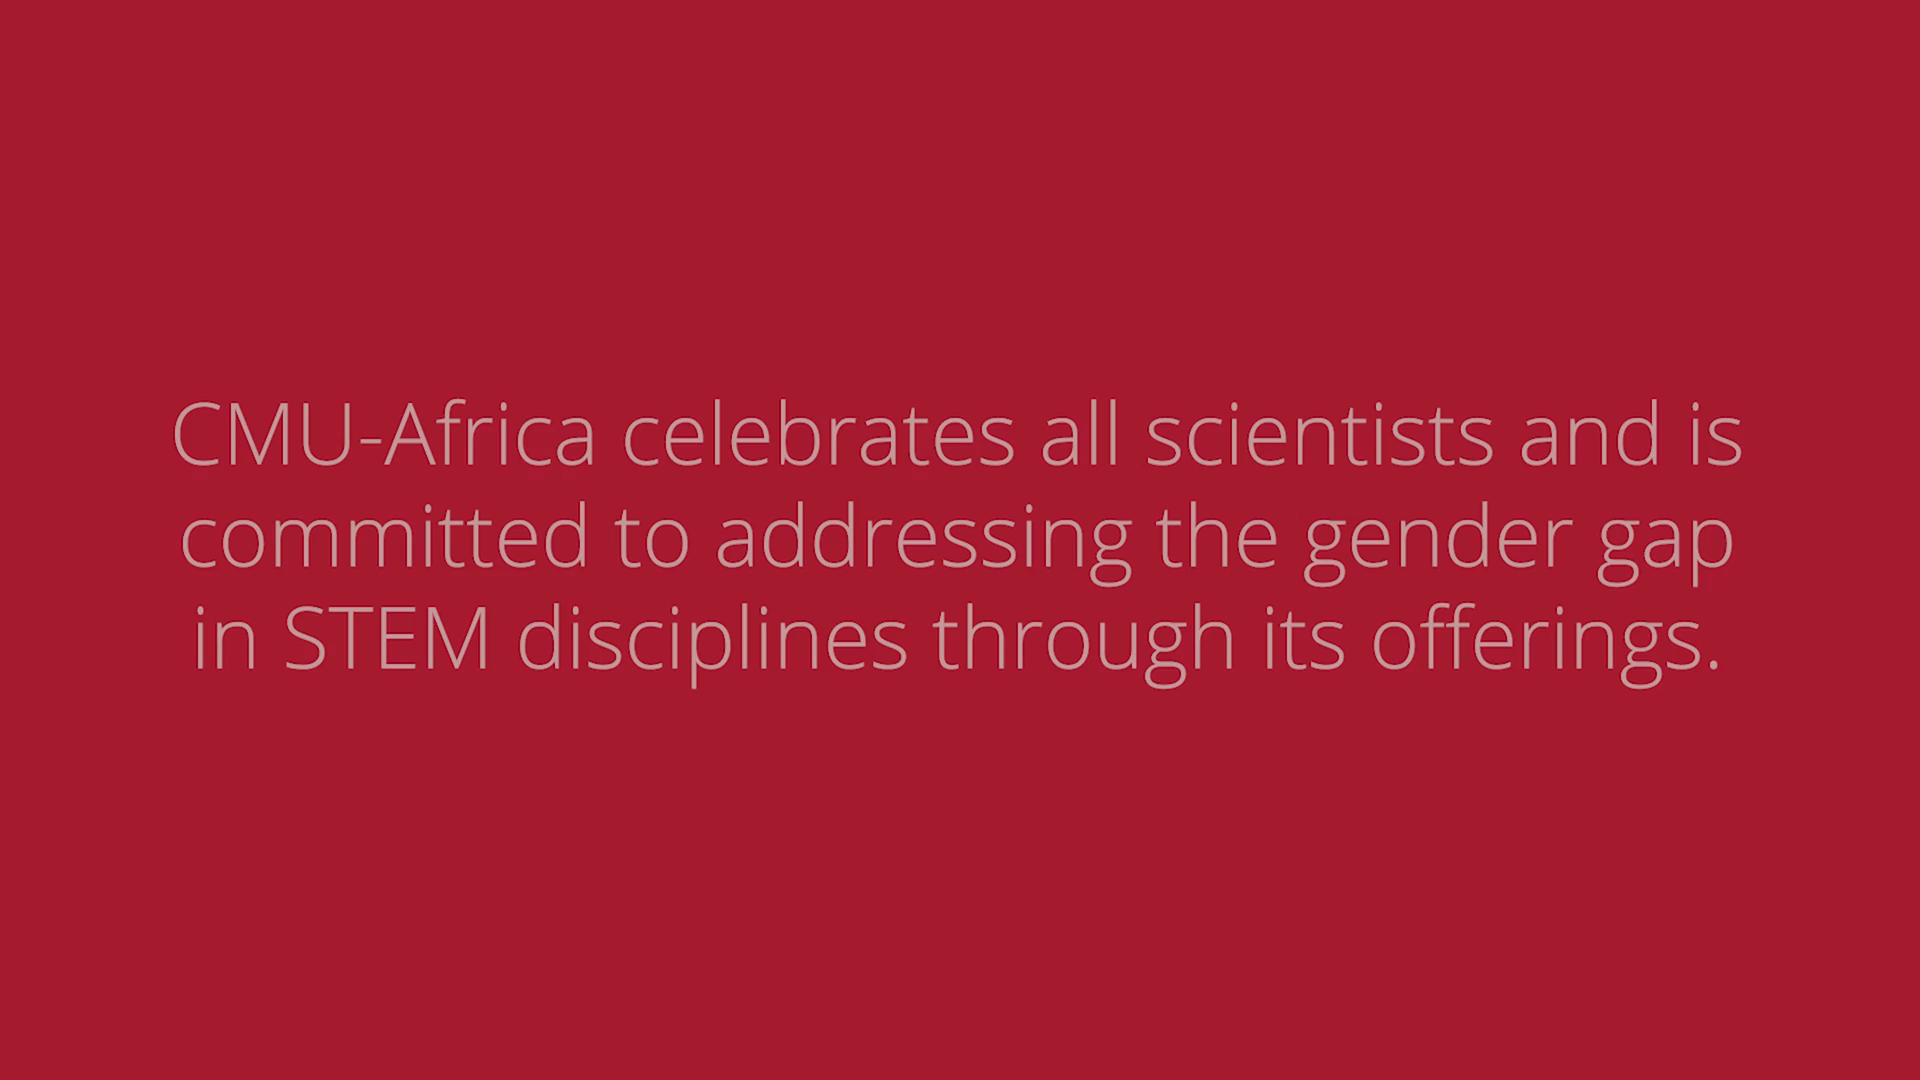 CMU-Africa celebrates all scientists and is
committed to addressing the gender gap
in STEM disciplines through its offerings.